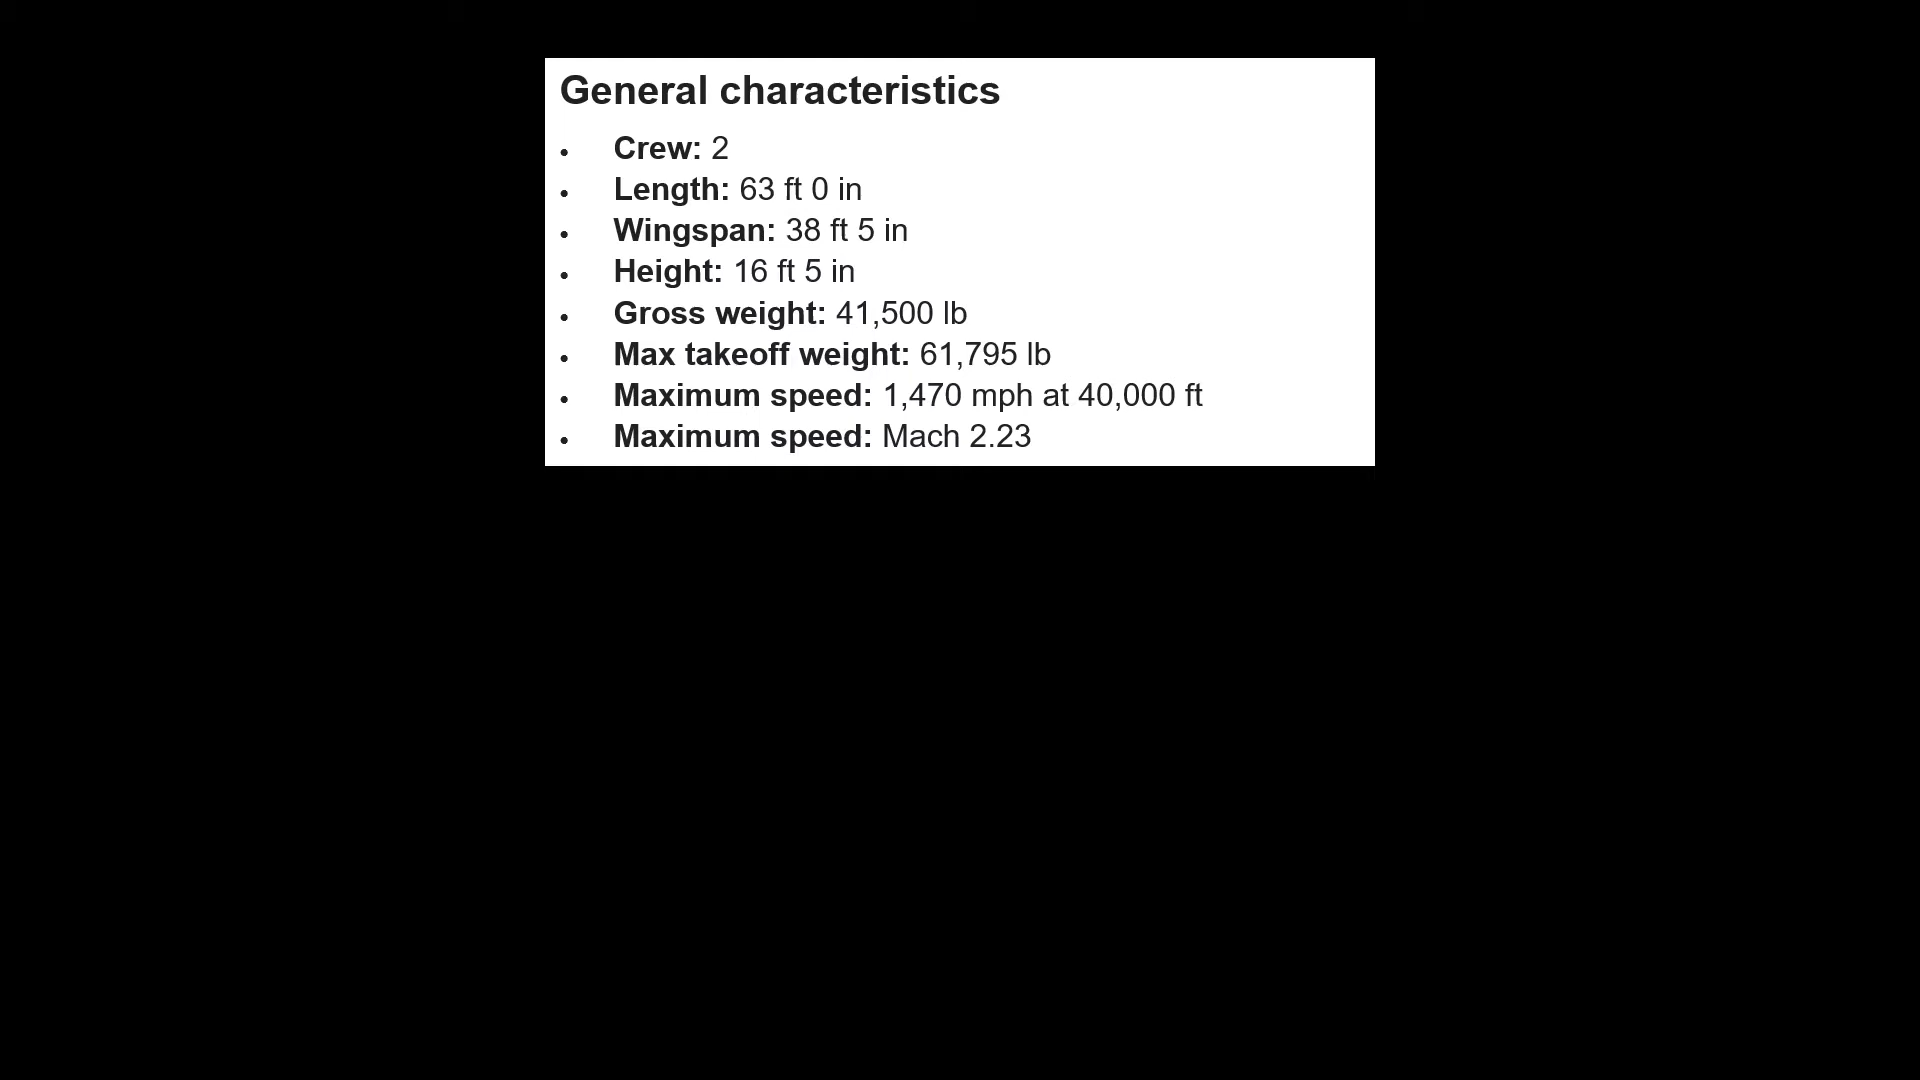 General characteristics
• Crew: 2
• Length: 63 ft 0 in
• Wingspan: 38 ft 5 in
• Height: 16 ft 5 in
• Gross weight: 41,500 lb
• Max takeoff weight: 61,795 lb
• Maximum speed: 1,470 mph at 40,000 ft
• Maximum speed: Mach 2.23